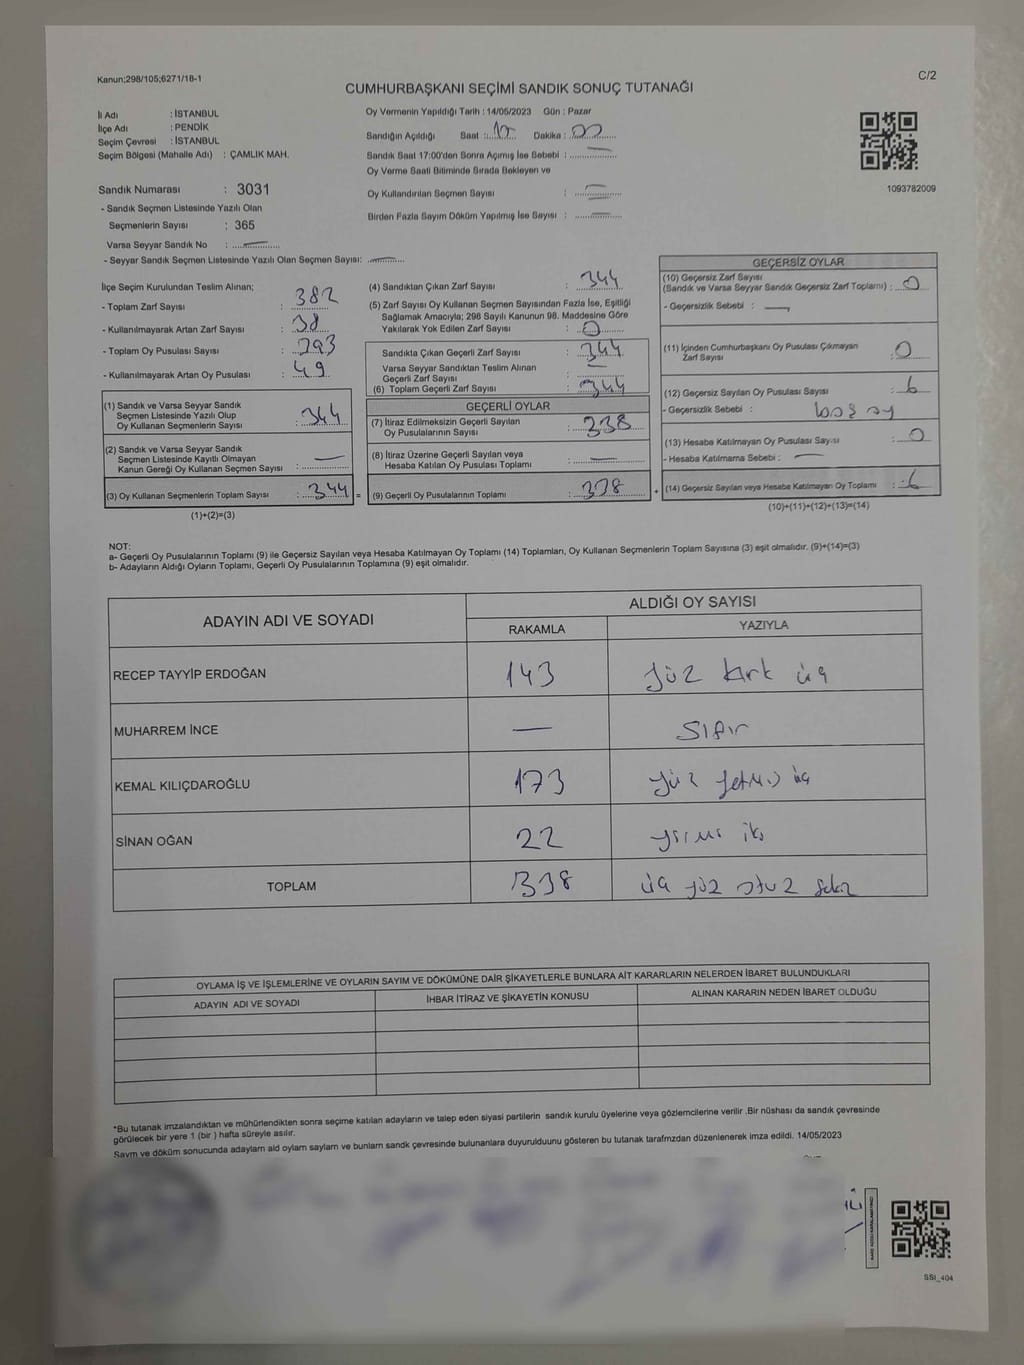 Kanun;298/105;6271/18-1
C/2
CUMHURBAŞKANI SEÇİMİ SANDIK SONUÇ TUTANAĞI
İl Adı : İSTANBUL
İlçe Adı : PENDİK
Seçim Çevresi : İSTANBUL
Seçim Bölgesi (Mahalle Adı) : ÇAMLIK MAH.
Oy Vermenin Yapıldığı Tarih : 14/05/2023 Gün : Pazar
Sandığın Açıldığı Saat : Dakika : 00
Sandık Saat 17:00'den Sonra Açımış İse Sebebi : —
Oy Verme Saati Bitiminde Sırada Bekleyen ve
Oy Kullandırılan Seçmen Sayısı : —
Birden Fazla Sayım Döküm Yapılmış İse Sayısı : —
1093782009
Sandık Numarası : 3031
- Sandık Seçmen Listesinde Yazılı Olan
Seçmenlerin Sayısı : 365
Varsa Seyyar Sandık No : —
- Seyyar Sandık Seçmen Listesinde Yazılı Olan Seçmen Sayısı: —
İlçe Seçim Kurulundan Teslim Alınan;
- Toplam Zarf Sayısı : 382
- Kullanılmayarak Artan Zarf Sayısı : 38
- Toplam Oy Pusulası Sayısı : 293
- Kullanılmayarak Artan Oy Pusulası : 49
(1) Sandık ve Varsa Seyyar Sandık
Seçmen Listesinde Yazılı Olup
Oy Kullanan Seçmenlerin Sayısı : 344
(2) Sandık ve Varsa Seyyar Sandık
Seçmen Listesinde Kayıtlı Olmayan
Kanun Gereği Oy Kullanan Seçmen Sayısı : —
(3) Oy Kullanan Seçmenlerin Toplam Sayısı : 344 =
(1)+(2)=(3)
(4) Sandıktan Çıkan Zarf Sayısı : 344
(5) Zarf Sayısı Oy Kullanan Seçmen Sayısından Fazla İse, Eşitliği
Sağlamak Amacıyla; 298 Sayılı Kanunun 98. Maddesine Göre
Yakılarak Yok Edilen Zarf Sayısı : 0
Sandıkta Çıkan Geçerli Zarf Sayısı : 344
Varsa Seyyar Sandıktan Teslim Alınan
Geçerli Zarf Sayısı : —
(6) Toplam Geçerli Zarf Sayısı : 344
GEÇERLİ OYLAR
(7) İtiraz Edilmeksizin Geçerli Sayılan
Oy Pusulalarının Sayısı : 338
(8) İtiraz Üzerine Geçerli Sayılan veya
Hesaba Katılan Oy Pusulası Toplamı : —
(9) Geçerli Oy Pusulalarının Toplamı : 338 +
GEÇERSİZ OYLAR
(10) Geçersiz Zarf Sayısı
(Sandık ve Varsa Seyyar Sandık Geçersiz Zarf Toplamı) : 0
- Geçersizlik Sebebi : —
(11) İçinden Cumhurbaşkanı Oy Pusulası Çıkmayan
Zarf Sayısı : 0
(12) Geçersiz Sayılan Oy Pusulası Sayısı : 6
- Geçersizlik Sebebi : boş oy
(13) Hesaba Katılmayan Oy Pusulası Sayısı : 0
- Hesaba Katılmama Sebebi : —
(14) Geçersiz Sayılan veya Hesaba Katılmayan Oy Toplamı : 6
(10)+(11)+(12)+(13)=(14)
NOT:
a- Geçerli Oy Pusulalarının Toplamı (9) ile Geçersiz Sayılan veya Hesaba Katılmayan Oy Toplamı (14) Toplamları, Oy Kullanan Seçmenlerin Toplam Sayısına (3) eşit olmalıdır. (9)+(14)=(3)
b- Adayların Aldığı Oyların Toplamı, Geçerli Oy Pusulalarının Toplamına (9) eşit olmalıdır.
ADAYIN ADI VE SOYADI
ALDIĞI OY SAYISI
RAKAMLA YAZIYLA
RECEP TAYYİP ERDOĞAN 143 Yüz kırk üç
MUHARREM İNCE — Sıfır
KEMAL KILIÇDAROĞLU 173 yüz yetmiş üç
SİNAN OĞAN 22 yirmi iki
TOPLAM 338 üç yüz otuz sekiz
OYLAMA İŞ VE İŞLEMLERİNE VE OYLARIN SAYIM VE DÖKÜMÜNE DAİR ŞİKAYETLERLE BUNLARA AİT KARARLARIN NELERDEN İBARET BULUNDUKLARI
ADAYIN ADI VE SOYADI İHBAR İTİRAZ VE ŞİKAYETİN KONUSU ALINAN KARARIN NEDEN İBARET OLDUĞU
*Bu tutanak imzalandıktan ve mühürlendikten sonra seçime katılan adayların ve talep eden siyasi partilerin sandık kurulu üyelerine veya gözlemcilerine verilir .Bir nüshası da sandık çevresinde
görülecek bir yere 1 (bir ) hafta süreyle asılır.
Sayım ve döküm sonucunda adayların ald oyların sayların ve bunların sandk çevresinde bulunanlara duyurulduunu gösteren bu tutanak tarafmzdan düzenlenerek imza edildi. 14/05/2023
SSI_404